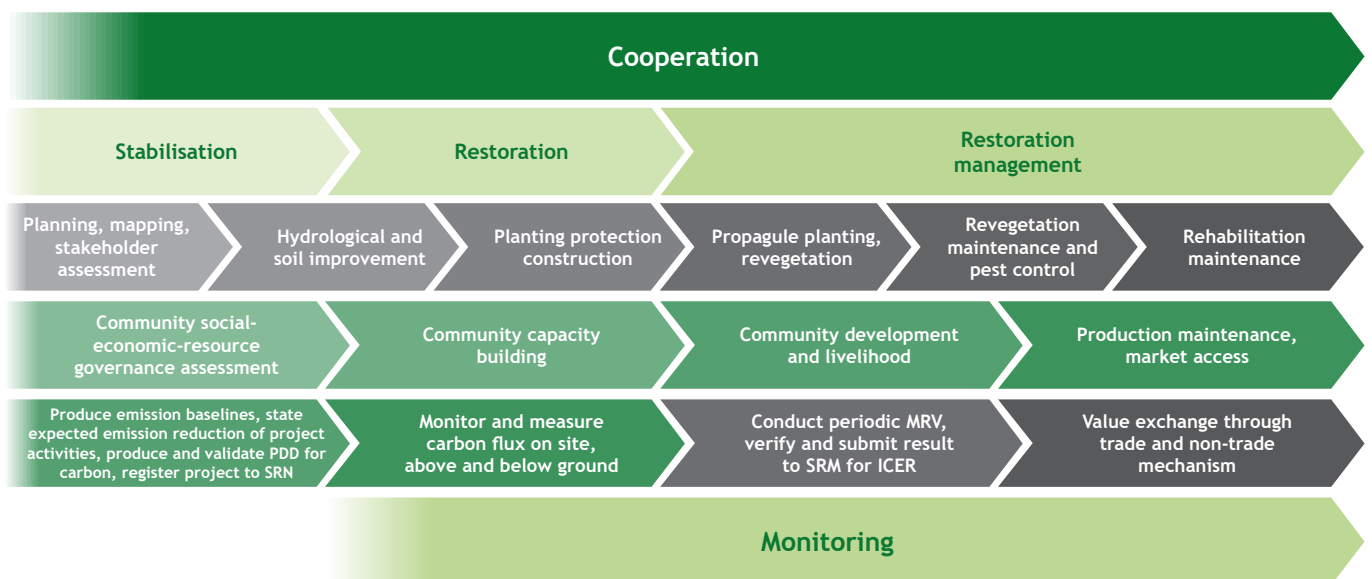 Cooperation
Stabilisation
Restoration
Restoration
management
Planning, mapping,
stakeholder
assessment
Hydrological and
soil improvement
Planting protection
construction
Propagule planting,
revegetation
Revegetation
maintenance and
pest control
Rehabilitation
maintenance
Community social-
economic-resource
governance assessment
Community capacity
building
Community development
and livelihood
Production maintenance,
market access
Produce emission baselines, state
expected emission reduction of project
activities, produce and validate PDD for
carbon, register project to SRN
Monitor and measure
carbon flux on site,
above and below ground
Conduct periodic MRV,
verify and submit result
to SRM for ICER
Value exchange through
trade and non-trade
mechanism
Monitoring